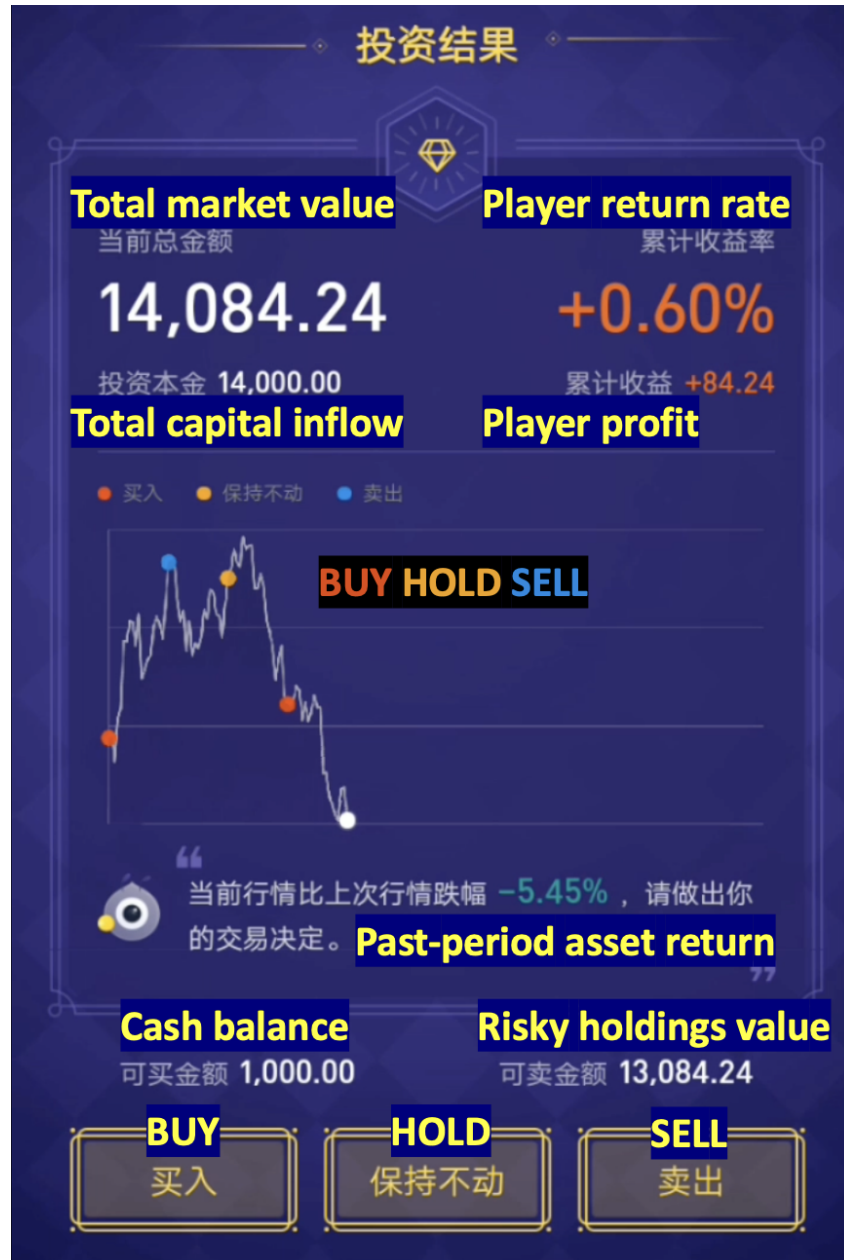 投资结果
Total market value
Player return rate
当前总金额
累计收益率
14,084.24
+0.60%
投资本金 14,000.00
累计收益 +84.24
Total capital inflow
Player profit
买入
保持不动
卖出
BUY HOLD SELL
“
当前行情比上次行情跌幅 -5.45% ，请做出你
的交易决定。
Past-period asset return
”
Cash balance
Risky holdings value
可买金额 1,000.00
可卖金额 13,084.24
BUY
HOLD
SELL
买入
保持不动
卖出